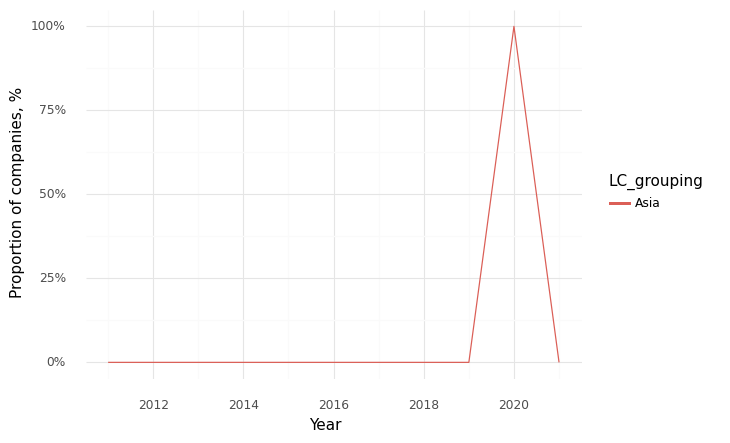 100%
75%
50%
25%
0%
Proportion of companies, %
2012 2014 2016 2018 2020
Year
LC_grouping
Asia